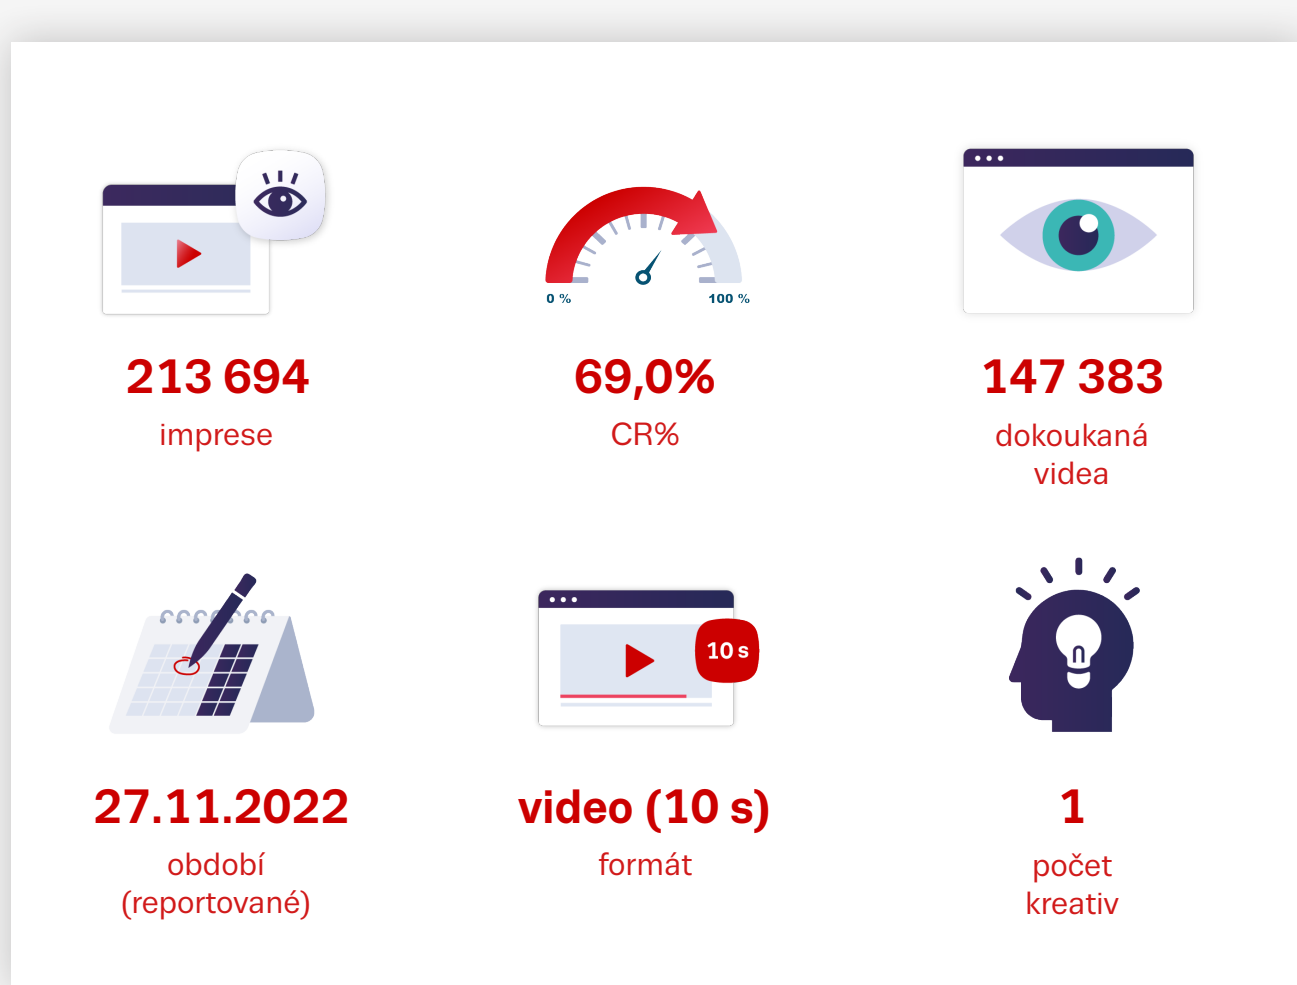 0 %
100 %
213 694
imprese
69,0%
CR%
147 383
dokoukaná
videa
10 s
27.11.2022
období
(reportované)
video (10 s)
formát
1
počet
kreativ